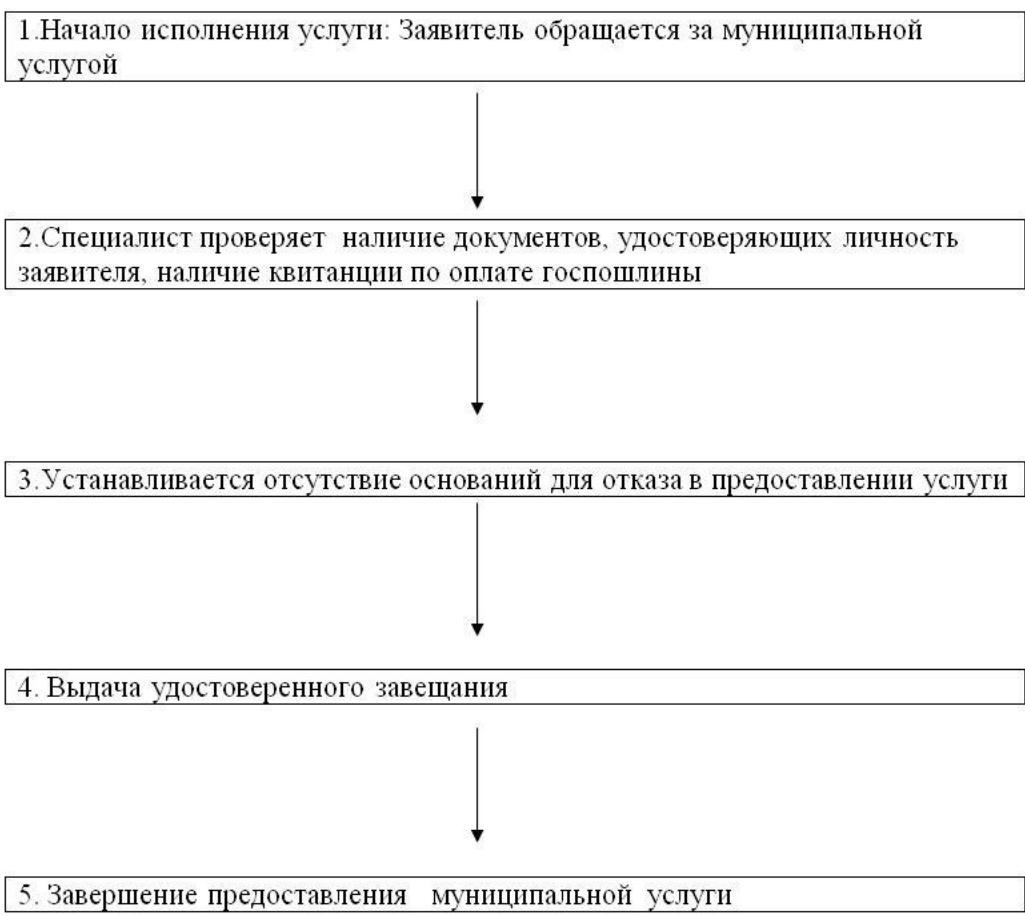 1.Начало исполнения услуги: Заявитель обращается за муниципальной
услугой
2.Специалист проверяет наличие документов, удостоверяющих личность
заявителя, наличие квитанции по оплате госпошлины
3.Устанавливается отсутствие оснований для отказа в предоставлении услуги
4. Выдача удостоверенного завещания
5. Завершение предоставления муниципальной услуги